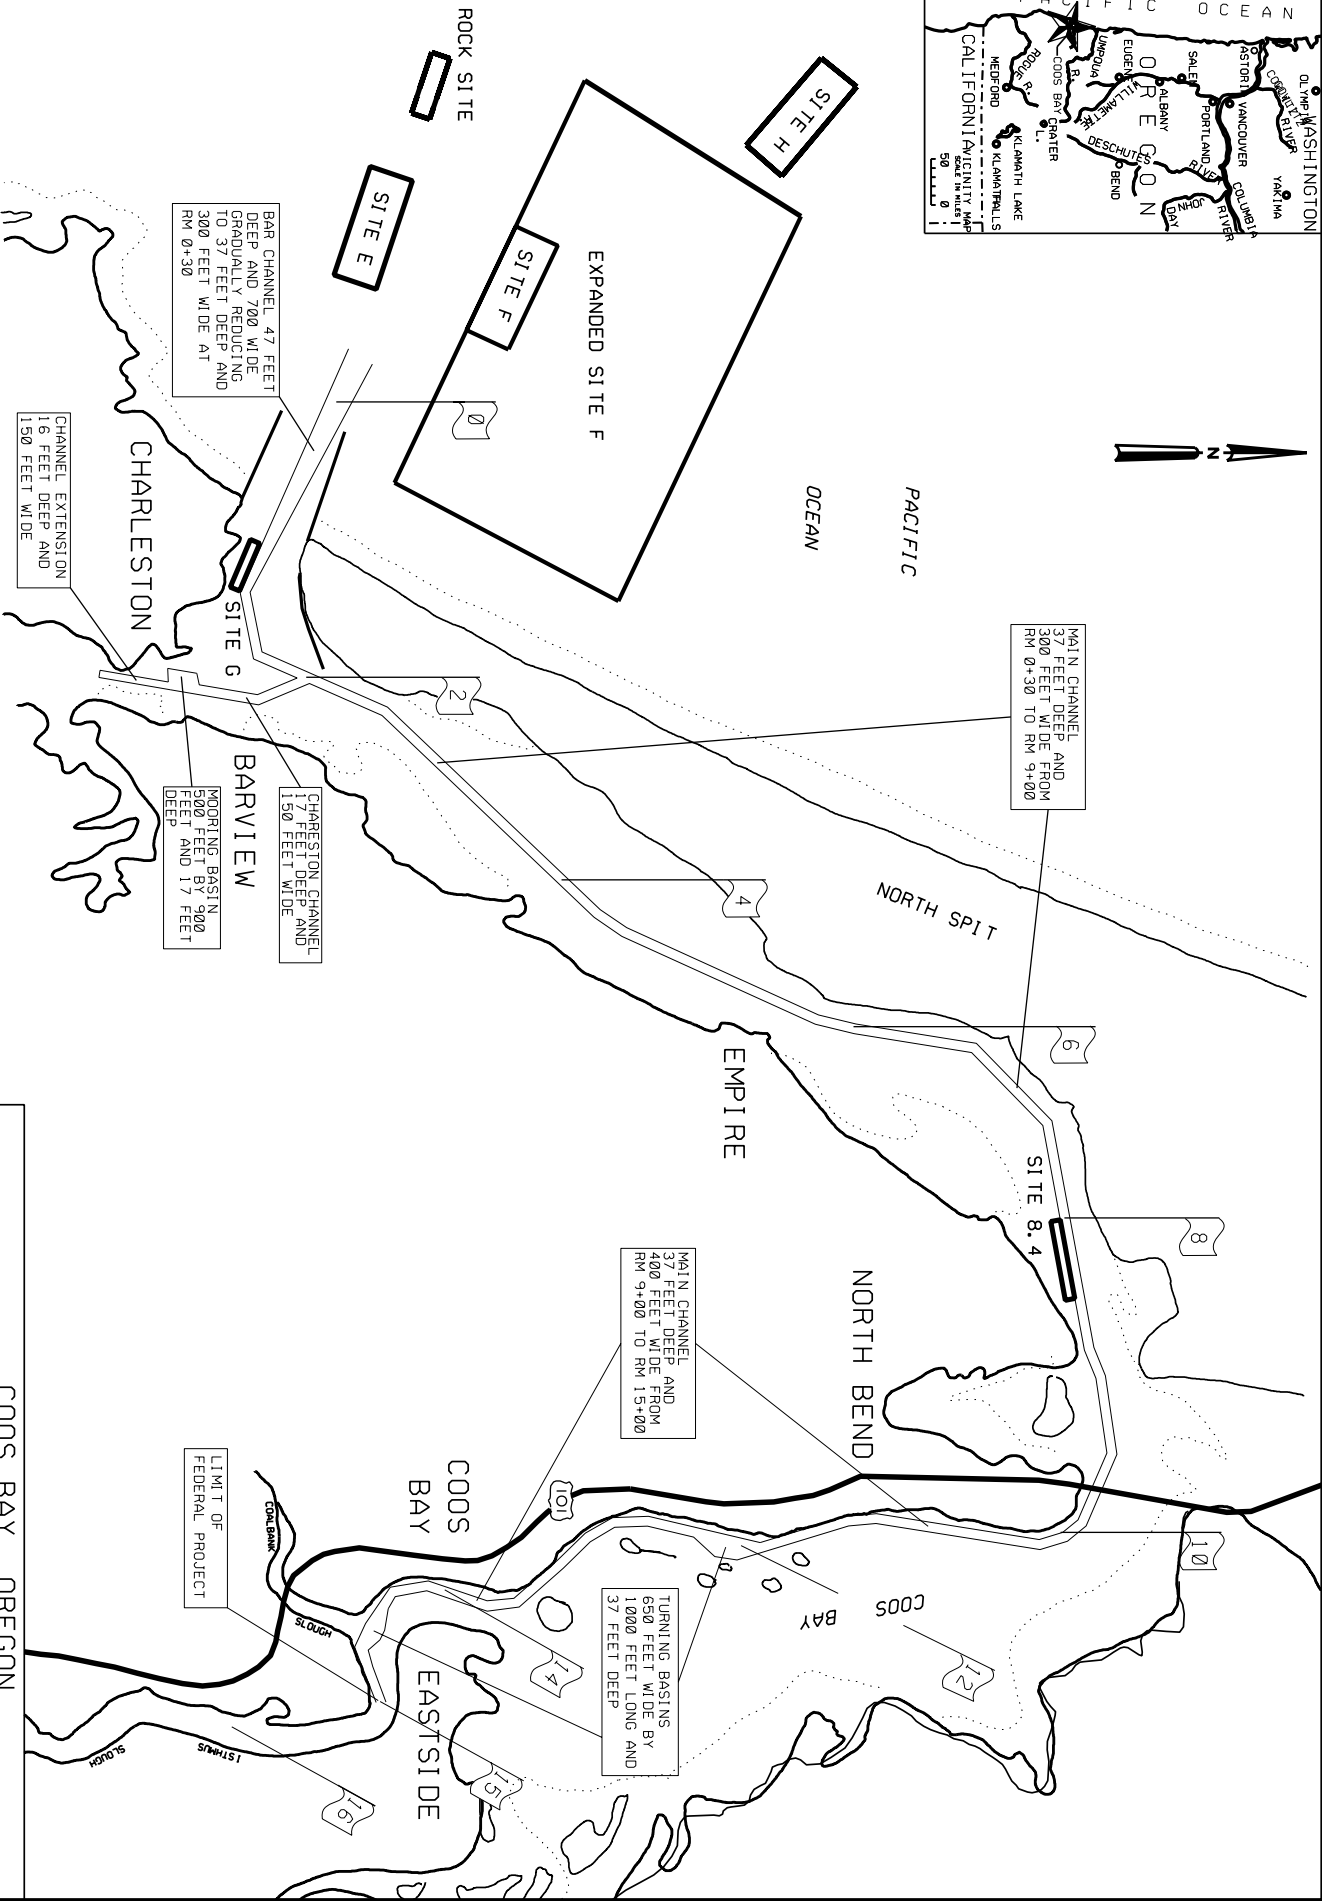 PACIFIC OCEAN
WASHINGTON
OLYMPIA
YAKIMA
COWLITZ
RIVER
ASTORI
VANCOUVER
COLUMBIA
RIVER
PORTLAND
SALE
ALBANY
WILLAMETTE
EUGEN
OREGON
DESCHUTES
RIVER
JOHN
DAY
BEND
UMPQUA
R.
COOS BAY
CRATER
L.
ROGUE R.
MEDFORD
KLAMATH LAKE
KLAMATH
FALLS
CALIFORNIA
VICINITY MAP
SCALE IN MILES
50 0
N
PACIFIC
OCEAN
SITE H
ROCK SITE
SITE E
SITE F
EXPANDED SITE F
BAR CHANNEL 47 FEET
DEEP AND 700 WIDE
GRADUALLY REDUCING
TO 37 FEET DEEP AND
300 FEET WIDE AT
RM 0+30
0
CHARLESTON
CHANNEL EXTENSION
16 FEET DEEP AND
150 FEET WIDE
SITE G
2
BARVIEW
CHARESTON CHANNEL
17 FEET DEEP AND
150 FEET WIDE
MOORING BASIN
500 FEET BY 900
FEET AND 17 FEET
DEEP
MAIN CHANNEL
37 FEET DEEP AND
300 FEET WIDE FROM
RM 0+30 TO RM 9+00
NORTH SPIT
4
6
EMPIRE
SITE 8.4
8
NORTH BEND
MAIN CHANNEL
37 FEET DEEP AND
400 FEET WIDE FROM
RM 9+00 TO RM 15+00
10
COOS
BAY
101
COOS
BAY
12
TURNING BASINS
650 FEET WIDE BY
1000 FEET LONG AND
37 FEET DEEP
LIMIT OF
FEDERAL PROJECT
COALBANK
SLOUGH
14
EASTSIDE
15
16
ISTHMUS
SLOUGH
COOS BAY OREGON